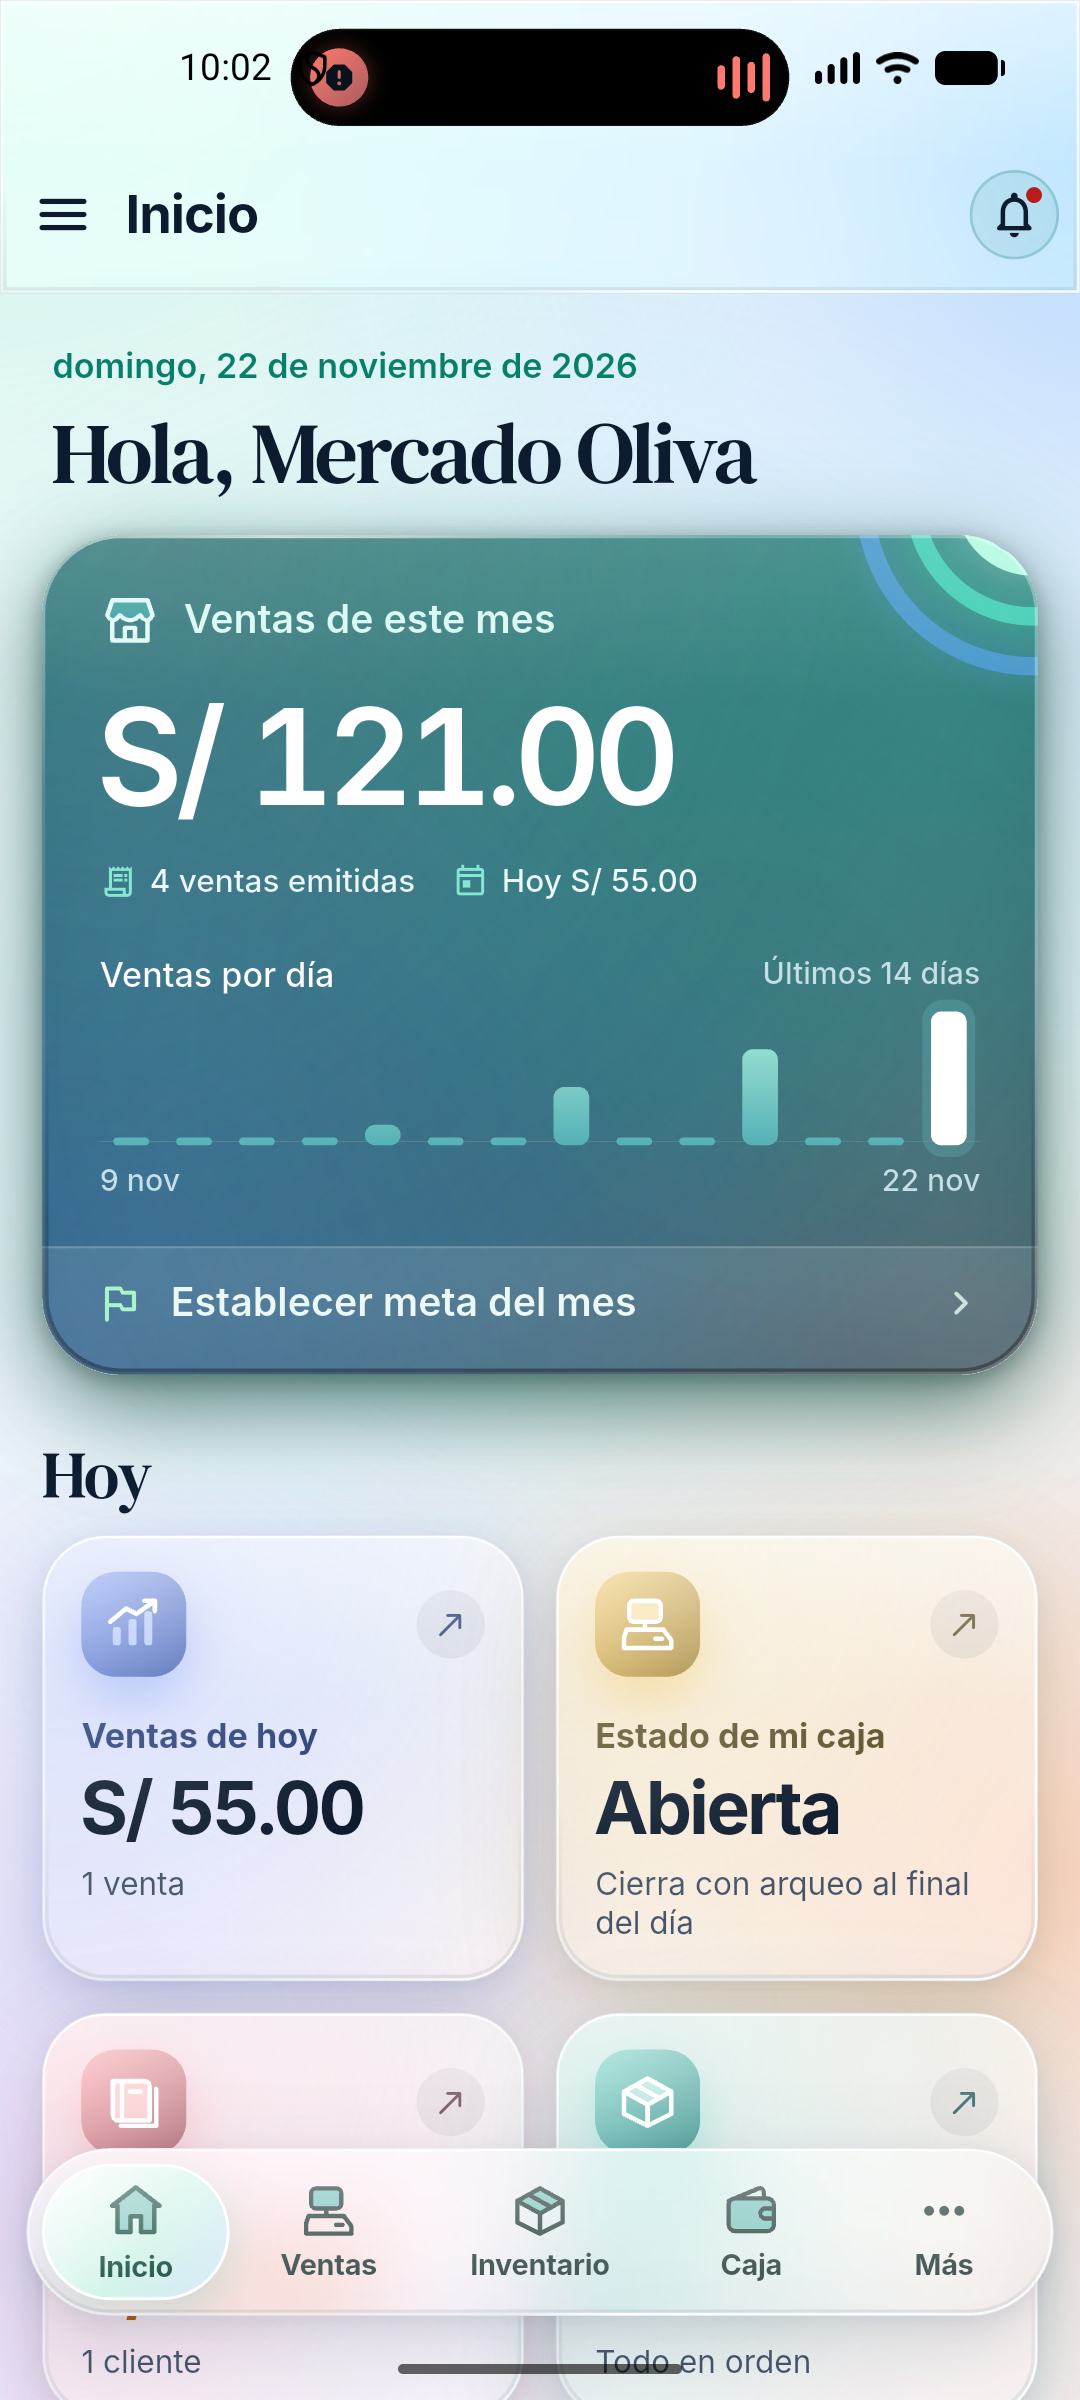 10:02
Inicio
domingo, 22 de noviembre de 2026
Hola, Mercado Oliva
Ventas de este mes
S/ 121.00
4 ventas emitidas
Hoy S/ 55.00
Ventas por día
Últimos 14 días
9 nov
22 nov
Establecer meta del mes
Hoy
Ventas de hoy
S/ 55.00
1 venta
Estado de mi caja
Abierta
Cierra con arqueo al final
del día
Inicio
Ventas
Inventario
Caja
Más
1 cliente
Todo en orden